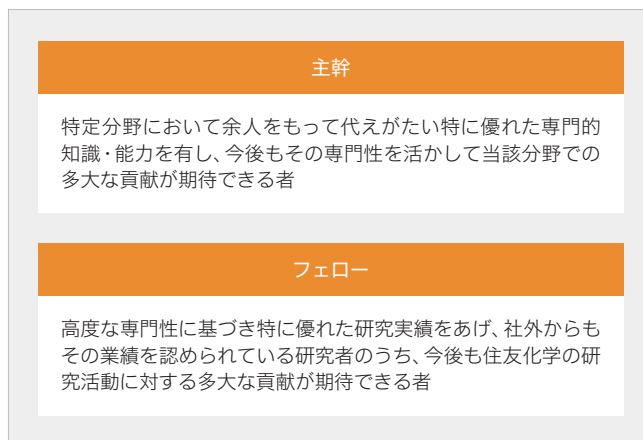 主幹
特定分野において余人をもって代えがたい特に優れた専門的
知識・能力を有し、今後もその専門性を活かして当該分野での
多大な貢献が期待できる者
フェロー
高度な専門性に基づき特に優れた研究実績をあげ、社外からも
その業績を認められている研究者のうち、今後も住友化学の研
究活動に対する多大な貢献が期待できる者